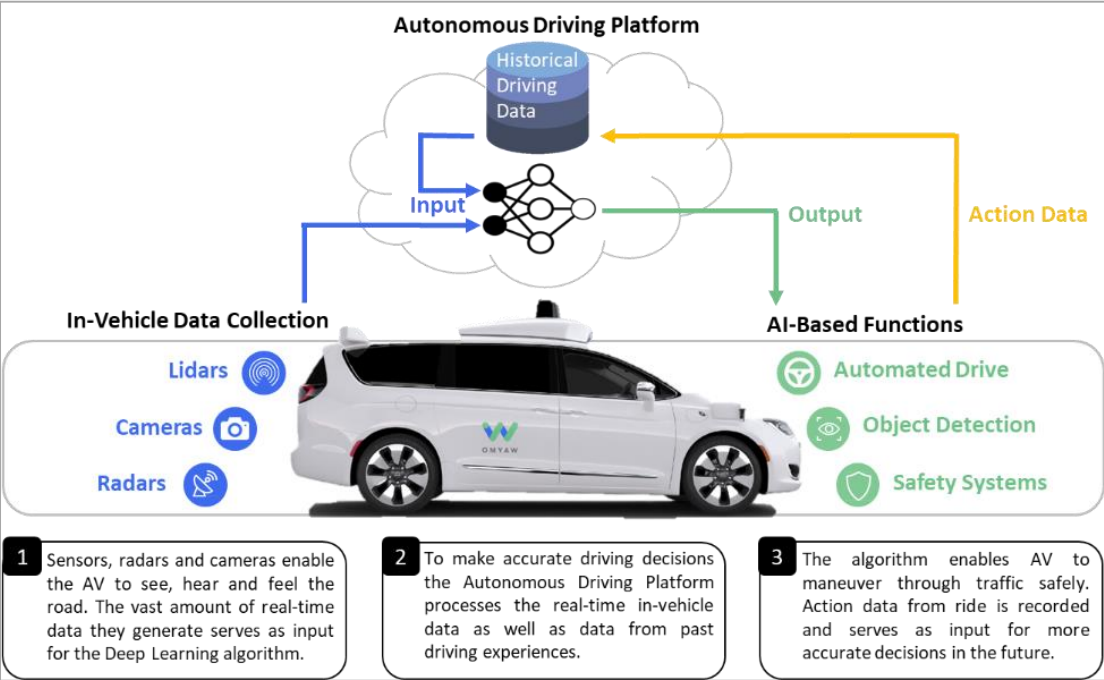 Autonomous Driving Platform
Historical
Driving
Data
Input
Output
Action Data
In-Vehicle Data Collection
AI-Based Functions
Lidars
Cameras
Radars
OMYAW
Automated Drive
Object Detection
Safety Systems
1
Sensors, radars and cameras enable
the AV to see, hear and feel the
road. The vast amount of real-time
data they generate serves as input
for the Deep Learning algorithm.
2
To make accurate driving decisions
the Autonomous Driving Platform
processes the real-time in-vehicle
data as well as data from past
driving experiences.
3
The algorithm enables AV to
maneuver through traffic safely.
Action data from ride is recorded
and serves as input for more
accurate decisions in the future.